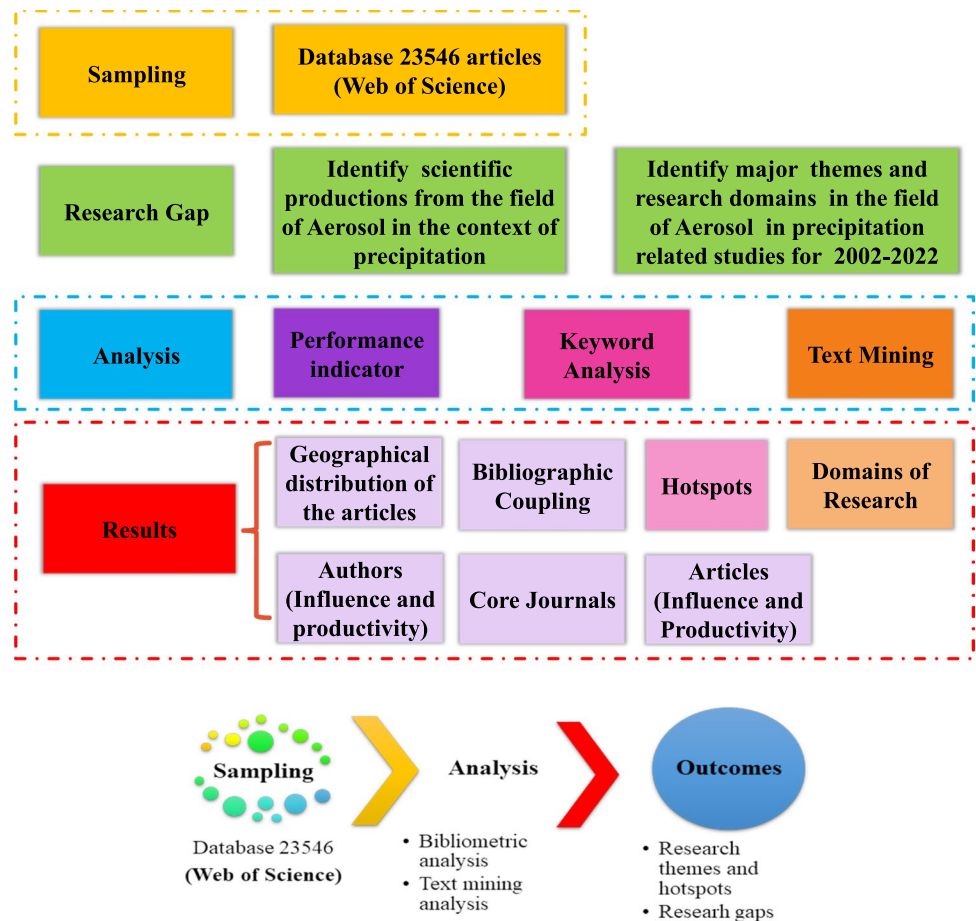 Sampling
Database 23546 articles
(Web of Science)
Research Gap
Identify scientific
productions from the field
of Aerosol in the context of
precipitation
Identify major themes and
research domains in the field
of Aerosol in precipitation
related studies for 2002-2022
Analysis
Performance
indicator
Keyword
Analysis
Text Mining
Results
Geographical
distribution of
the articles
Bibliographic
Coupling
Hotspots
Domains of
Research
Authors
(Influence and
productivity)
Core Journals
Articles
(Influence and
Productivity)
Sampling
Database 23546
(Web of Science)
Analysis
• Bibliometric
analysis
• Text mining
analysis
Outcomes
• Research
themes and
hotspots
• Researh gaps